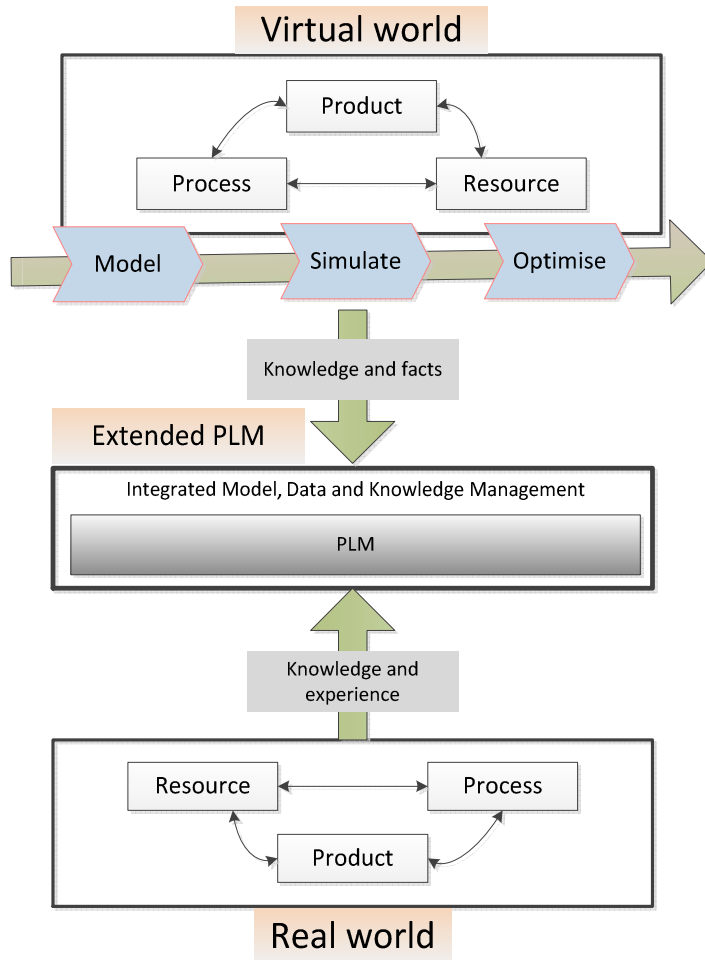 Virtual world
Product
Process
Resource
Model
Simulate
Optimise
Knowledge and facts
Extended PLM
Integrated Model, Data and Knowledge Management
PLM
Knowledge and
experience
Resource
Process
Product
Real world